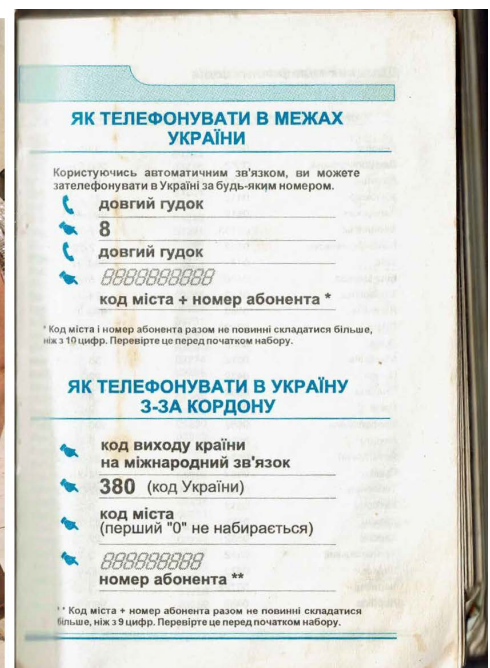 ЯК ТЕЛЕФОНУВАТИ В МЕЖАХ
УКРАЇНИ
Користуючись автоматичним зв'язком, ви можете
зателефонувати в Україні за будь-яким номером.
довгий гудок
8
довгий гудок
8888888888
код міста + номер абонента *
* Код міста і номер абонента разом не повинні складатися більше,
ніж з 10 цифр. Перевірте це перед початком набору.
ЯК ТЕЛЕФОНУВАТИ В УКРАЇНУ
З-ЗА КОРДОНУ
код виходу країни
на міжнародний зв'язок
380 (код України)
код міста
(перший "0" не набирається)
888888888
номер абонента **
** Код міста + номер абонента разом не повинні складатися
більше, ніж з 9 цифр. Перевірте це перед початком набору.